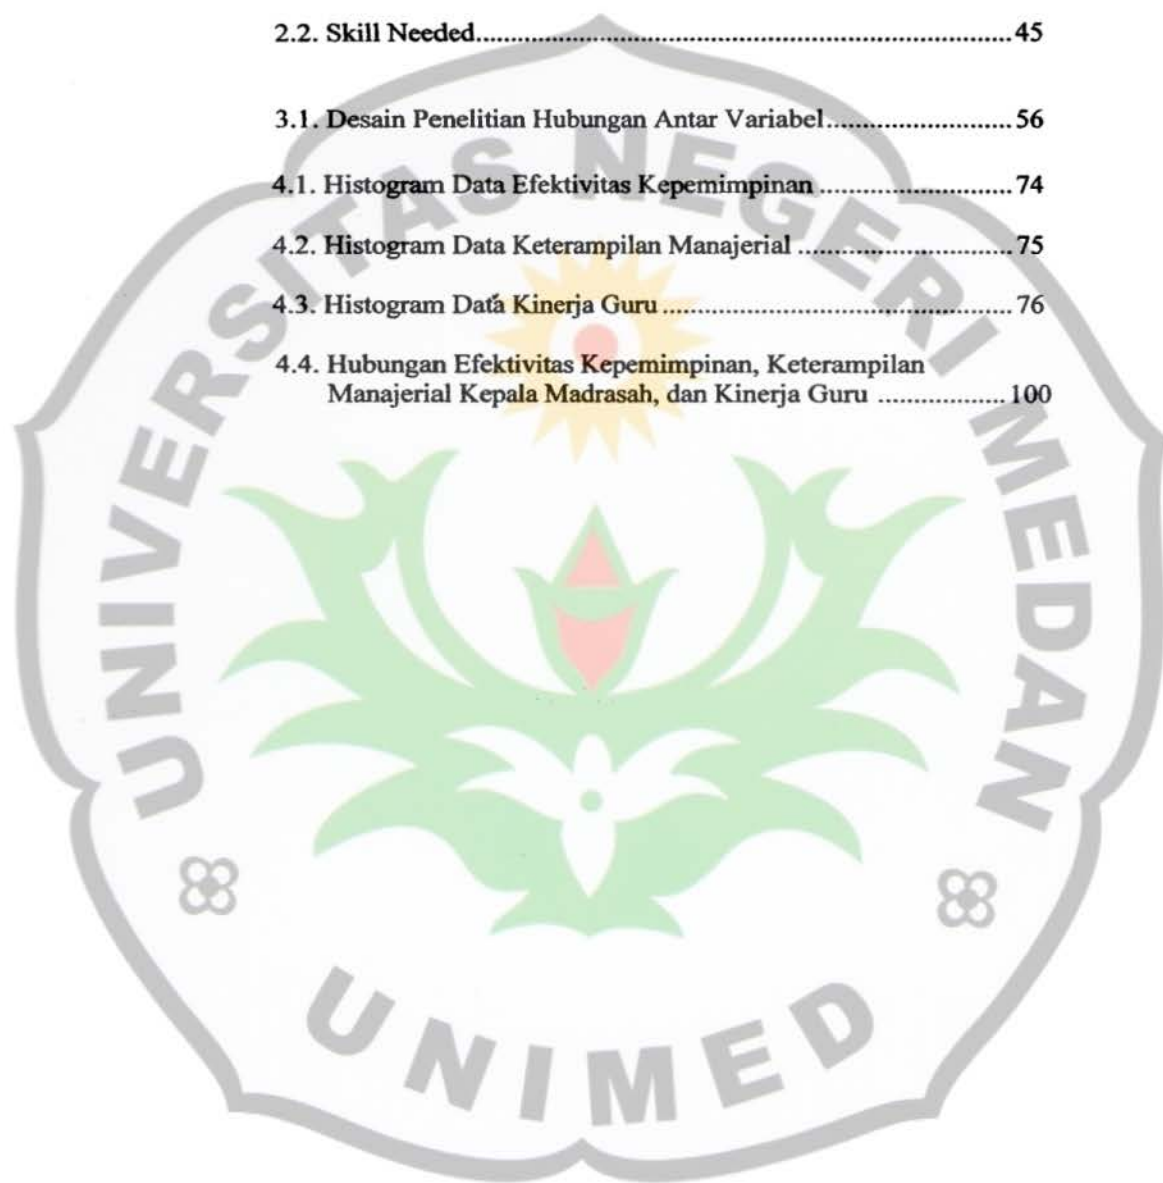 2.2. Skill Needed.......................................................................45
3.1. Desain Penelitian Hubungan Antar Variabel.........................56
4.1. Histogram Data Efektivitas Kepemimpinan .........................74
4.2. Histogram Data Keterampilan Manajerial ............................75
4.3. Histogram Data Kinerja Guru ..............................................76
4.4. Hubungan Efektivitas Kepemimpinan, Keterampilan
Manajerial Kepala Madrasah, dan Kinerja Guru ..................100
UNIVERSITAS NEGERI MEDAN
UNIMED